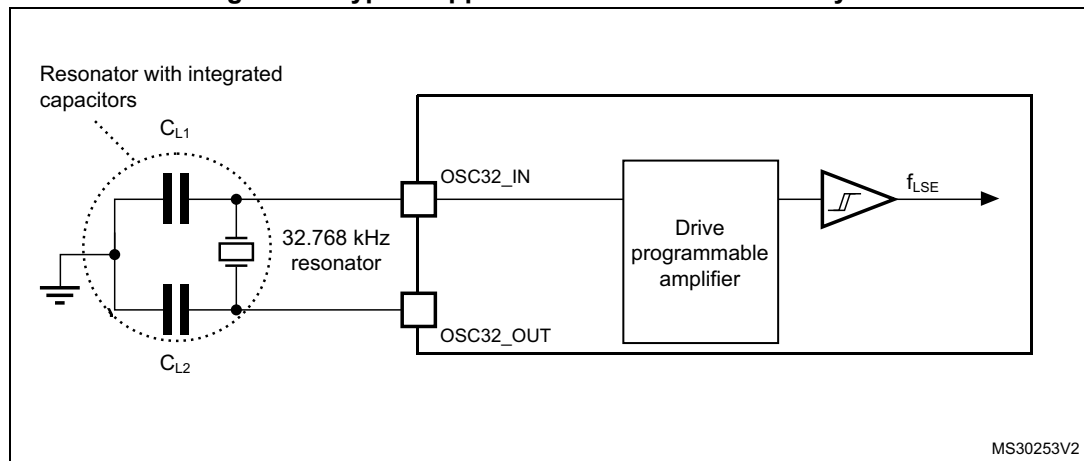 Resonator with integrated
capacitors
CL1
OSC32_IN
fLSE
32.768 kHz
resonator
Drive
programmable
amplifier
OSC32_OUT
CL2
MS30253V2